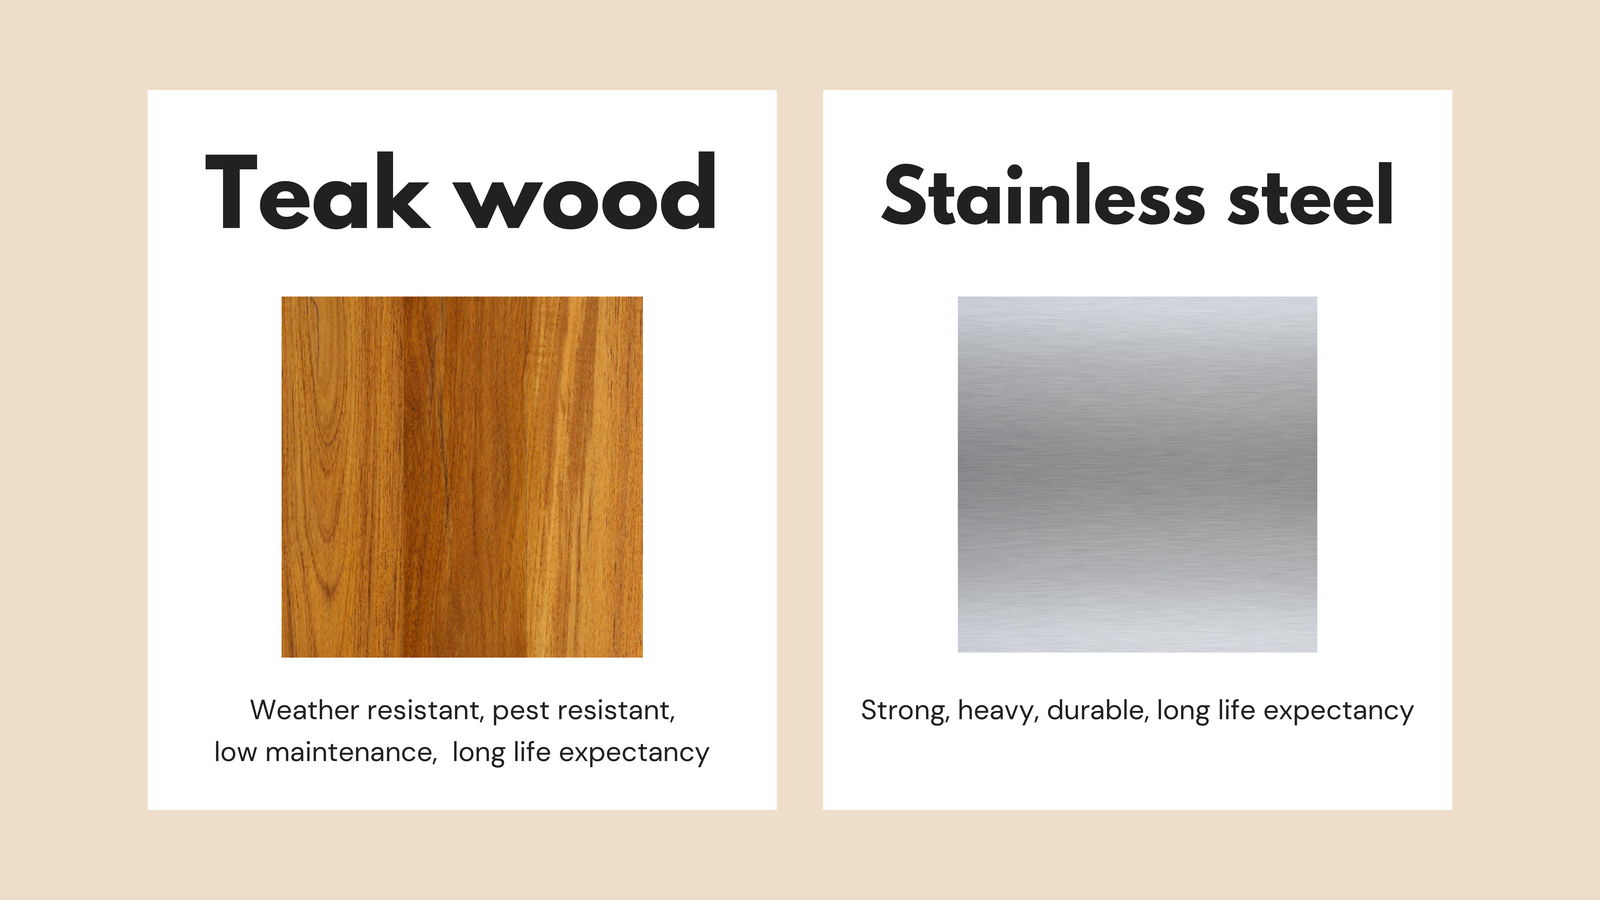 Teak wood
Weather resistant, pest resistant,
low maintenance,  long life expectancy
Stainless steel
Strong, heavy, durable, long life expectancy